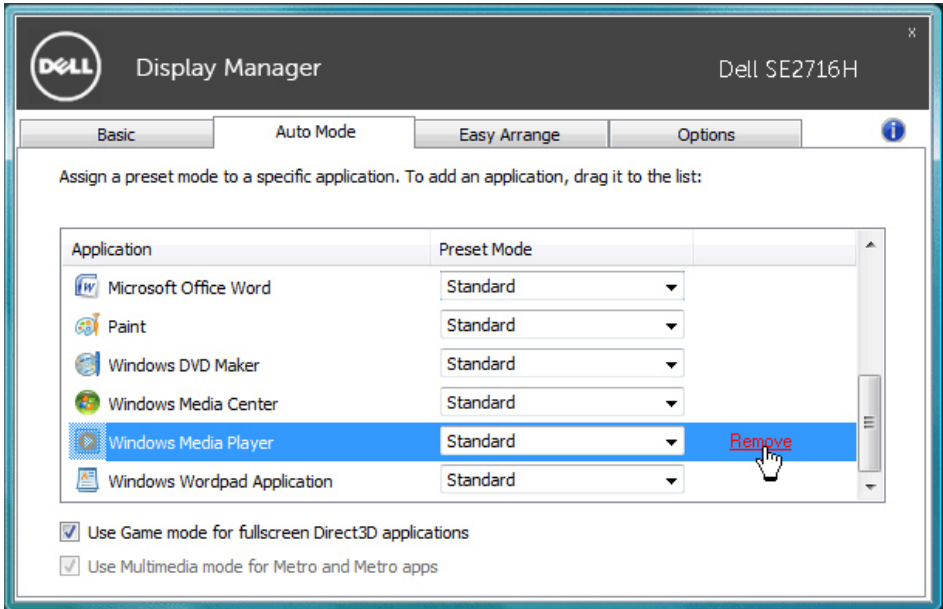 X
DELL
Display Manager
Dell SE2716H
Basic
Auto Mode
Easy Arrange
Options
Assign a preset mode to a specific application. To add an application, drag it to the list:
Application Preset Mode
Microsoft Office Word Standard
Paint Standard
Windows DVD Maker Standard
Windows Media Center Standard
Windows Media Player Standard Remove
Windows Wordpad Application Standard
Use Game mode for fullscreen Direct3D applications
Use Multimedia mode for Metro and Metro apps